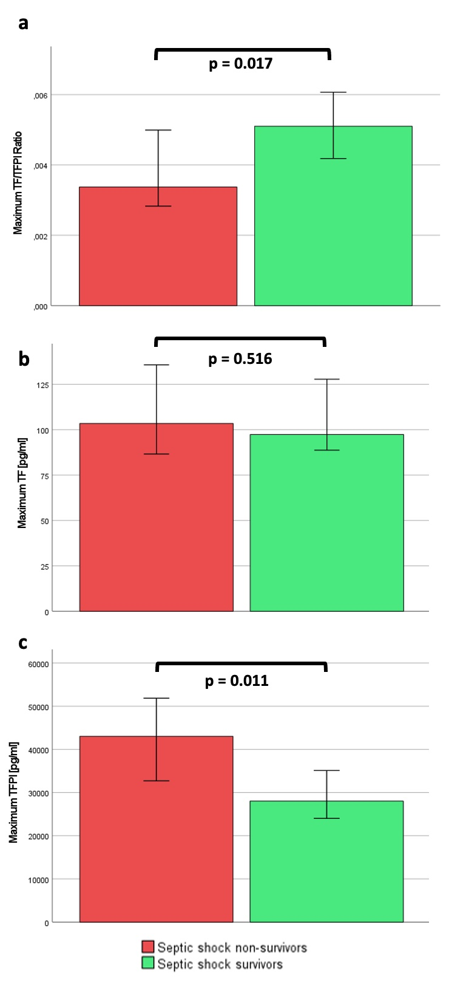 a
p = 0.017
Maximum TF/TFPI Ratio
,006
,004
,002
,000
b
p = 0.516
Maximum TF [pg/ml]
125
100
75
50
25
0
c
p = 0.011
Maximum TFPI [pg/ml]
60000
50000
40000
30000
20000
10000
0
Septic shock non-survivors
Septic shock survivors